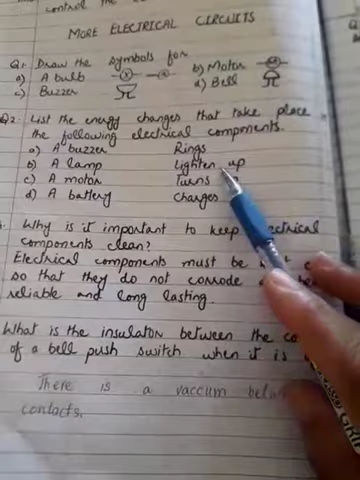 control the
MORE ELECTRICAL CIRCUITS
Q1. Draw the symbols for
a) A bulb b) Motor
c) Buzzer d) Bell
Q2. List the energy changes that take place
the following electrical components.
a) A buzzer Rings
b) A lamp Lighten up
c) A motor Turns
d) A battery Charges
Why is it important to keep electrical
components clean?
Electrical components must be
so that they do not corrode
reliable and long lasting.
What is the insulator between the
of a bell push switch when it is
There is a vaccum
contacts.